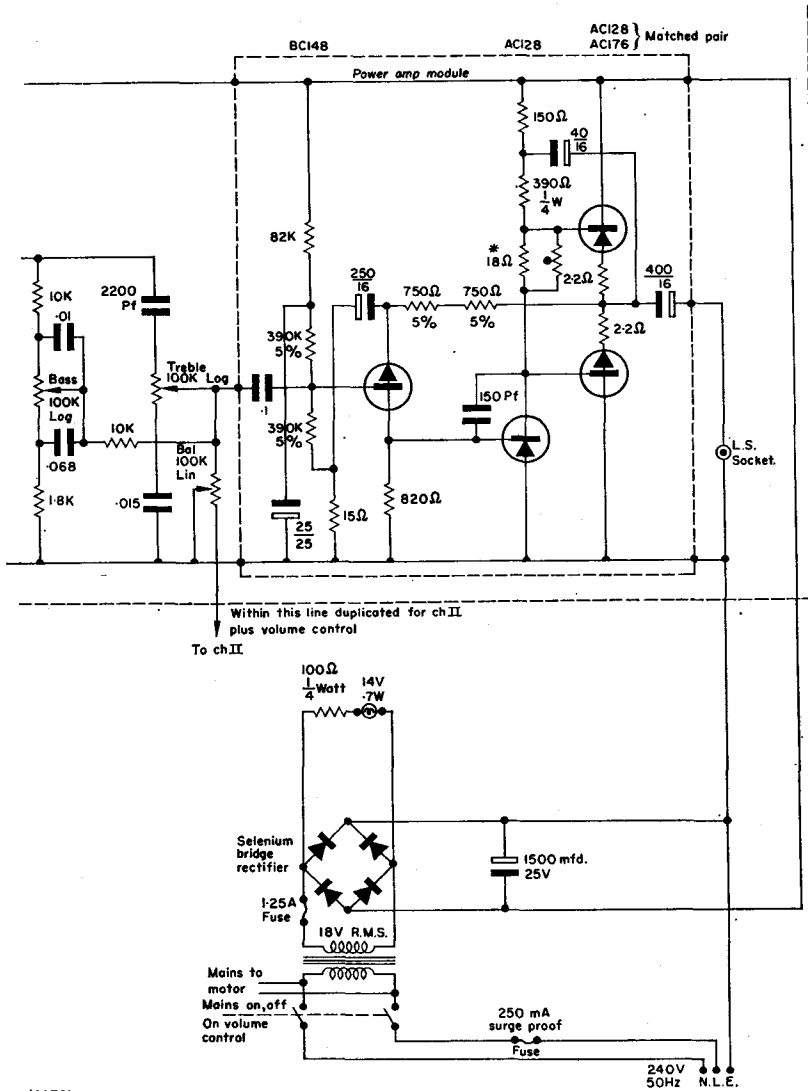 BC148
AC128
AC128
AC176
Matched pair
Power amp module
150Ω
40
16
390Ω
1
4
W
82K
*
18Ω
2.2Ω
250
16
750Ω
5%
750Ω
5%
400
16
2.2Ω
10K
2200
Pf
·01
390K
5%
Treble
100K Log
Bass
100K
Log
·1
390K
5%
150 Pf
10K
Bal
100K
Lin
·068
1·8K
·015
25
25
15Ω
820Ω
L.S.
Socket.
Within this line duplicated for ch II
plus volume control
To ch II
100Ω
1
4
Watt
14V
·7W
Selenium
bridge
rectifier
1500 mfd.
25V
1·25A
Fuse
18V R.M.S.
Mains to
motor
Mains on,off
On volume
control
250 mA
surge proof
Fuse
240V
50Hz
N.L.E.